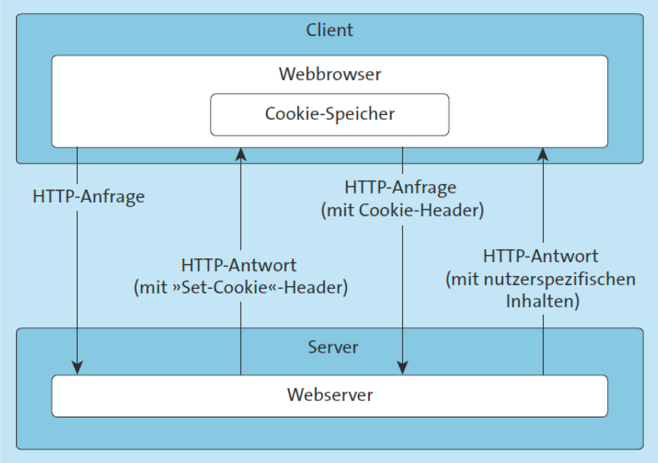 Client
Webbrowser
Cookie-Speicher
HTTP-Anfrage
HTTP-Antwort
(mit »Set-Cookie«-Header)
HTTP-Anfrage
(mit Cookie-Header)
HTTP-Antwort
(mit nutzerspezifischen
Inhalten)
Server
Webserver